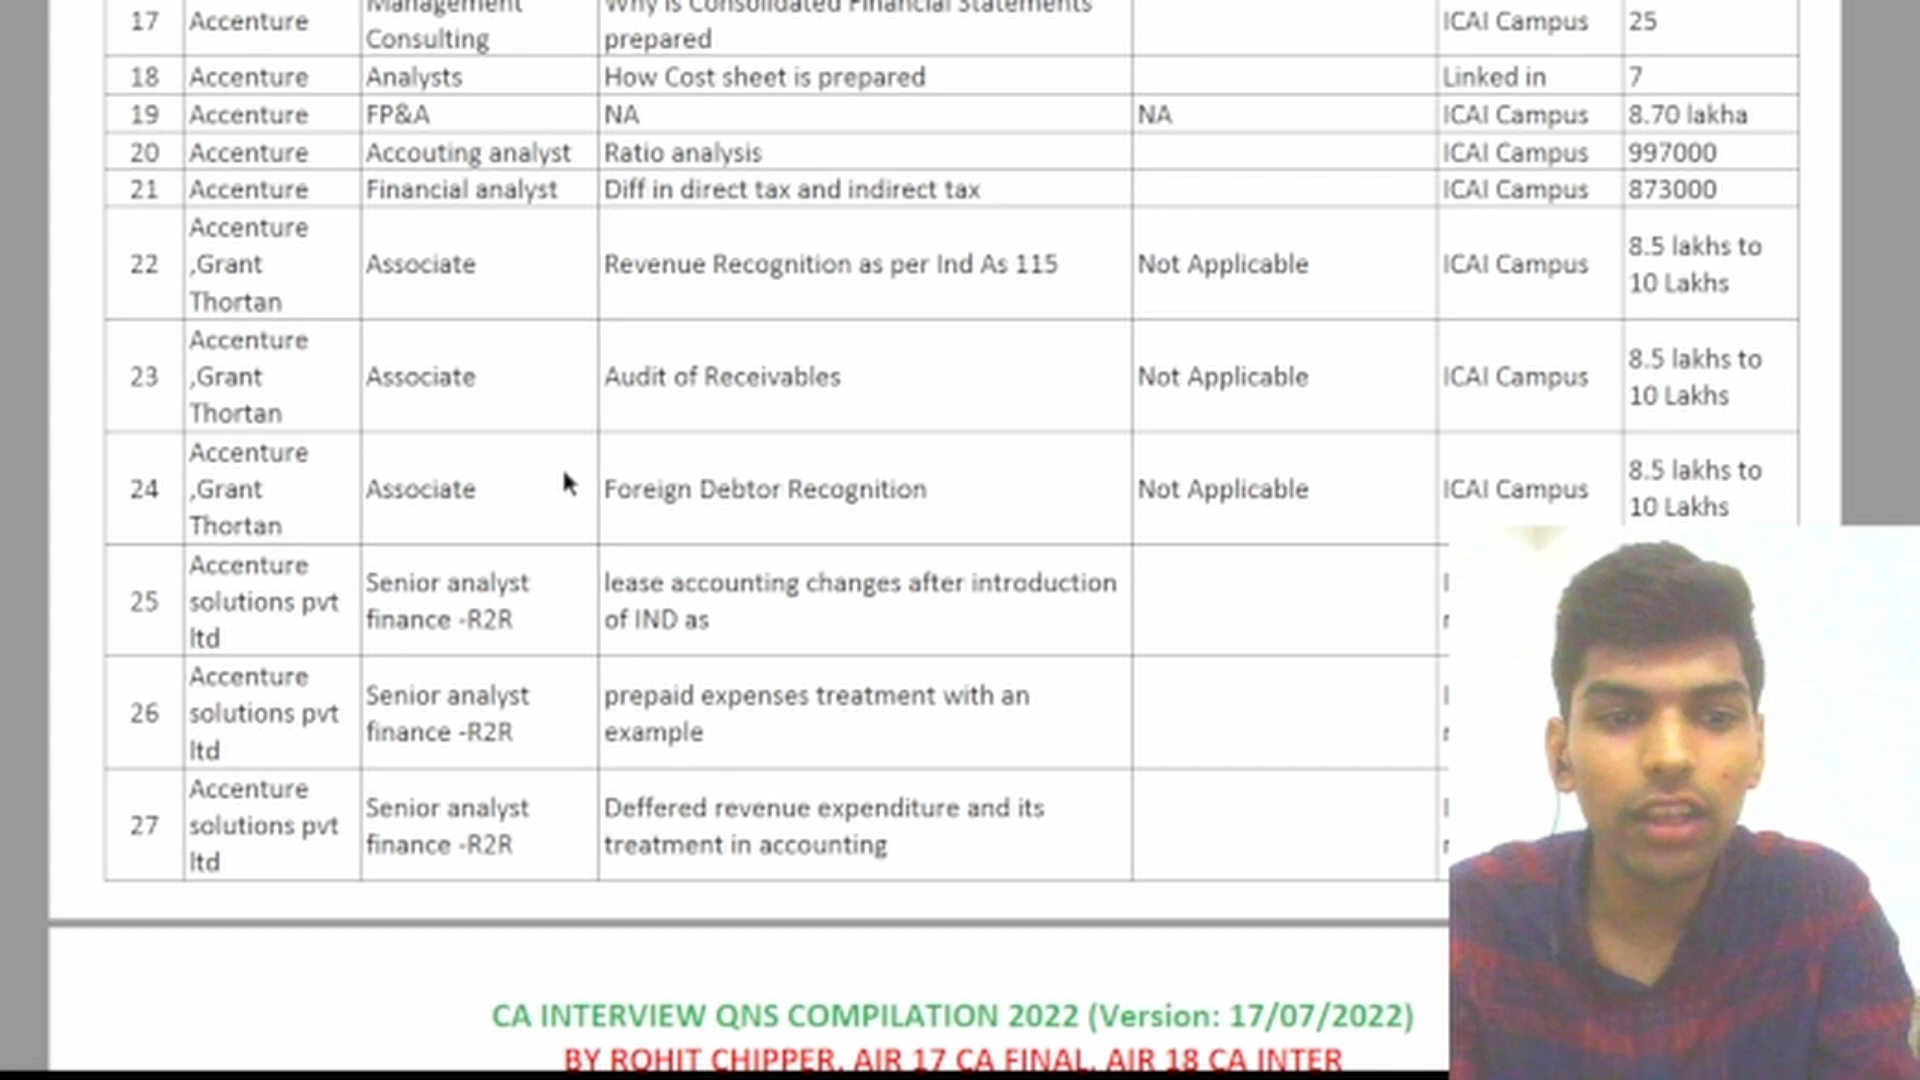 17 Accenture Management Consulting Why is Consolidated Financial Statements prepared ICAI Campus 25
18 Accenture Analysts How Cost sheet is prepared Linked in 7
19 Accenture FP&A NA NA ICAI Campus 8.70 lakha
20 Accenture Accouting analyst Ratio analysis ICAI Campus 997000
21 Accenture Financial analyst Diff in direct tax and indirect tax ICAI Campus 873000
22 Accenture ,Grant Thortan Associate Revenue Recognition as per Ind As 115 Not Applicable ICAI Campus 8.5 lakhs to 10 Lakhs
23 Accenture ,Grant Thortan Associate Audit of Receivables Not Applicable ICAI Campus 8.5 lakhs to 10 Lakhs
24 Accenture ,Grant Thortan Associate Foreign Debtor Recognition Not Applicable ICAI Campus 8.5 lakhs to 10 Lakhs
25 Accenture solutions pvt ltd Senior analyst finance -R2R lease accounting changes after introduction of IND as
26 Accenture solutions pvt ltd Senior analyst finance -R2R prepaid expenses treatment with an example
27 Accenture solutions pvt ltd Senior analyst finance -R2R Deffered revenue expenditure and its treatment in accounting
CA INTERVIEW QNS COMPILATION 2022 (Version: 17/07/2022)
BY ROHIT CHIPPER, AIR 17 CA FINAL, AIR 18 CA INTER